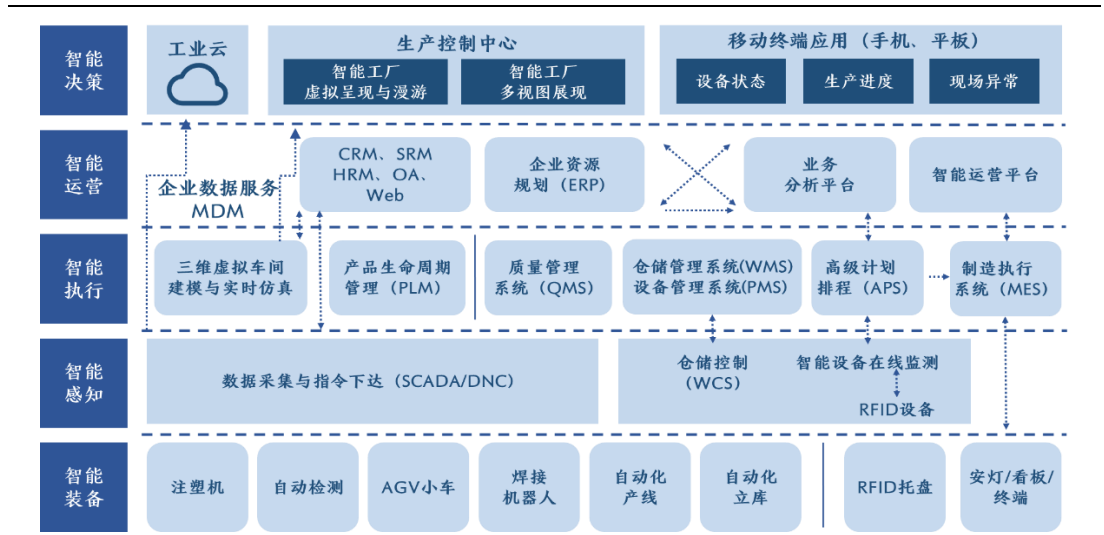 智能
决策
工业云
生产控制中心
智能工厂
虚拟呈现与漫游
智能工厂
多视图展现
移动终端应用（手机、平板）
设备状态
生产进度
现场异常
智能
运营
企业数据服务
MDM
CRM、SRM
HRM、OA、
Web
企业资源
规划（ERP）
业务
分析平台
智能运营平台
智能
执行
三维虚拟车间
建模与实时仿真
产品生命周期
管理（PLM）
质量管理
系统（QMS）
仓储管理系统(WMS)
设备管理系统(PMS)
高级计划
排程（APS）
制造执行
系统（MES）
智能
感知
数据采集与指令下达（SCADA/DNC）
仓储控制
(WCS)
智能设备在线监测
RFID设备
智能
装备
注塑机
自动检测
AGV小车
焊接
机器人
自动化
产线
自动化
立库
RFID托盘
安灯/看板/
终端